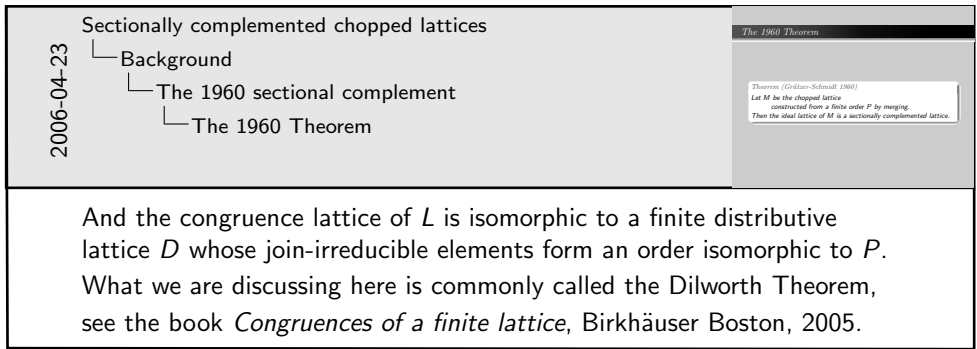 2006-04-23
Sectionally complemented chopped lattices
Background
The 1960 sectional complement
The 1960 Theorem
The 1960 Theorem
Theorem (Grätzer-Schmidt 1960)
Let M be the chopped lattice
constructed from a finite order P by merging.
Then the ideal lattice of M is a sectionally complemented lattice.
And the congruence lattice of L is isomorphic to a finite distributive
lattice D whose join-irreducible elements form an order isomorphic to P.
What we are discussing here is commonly called the Dilworth Theorem,
see the book Congruences of a finite lattice, Birkhäuser Boston, 2005.